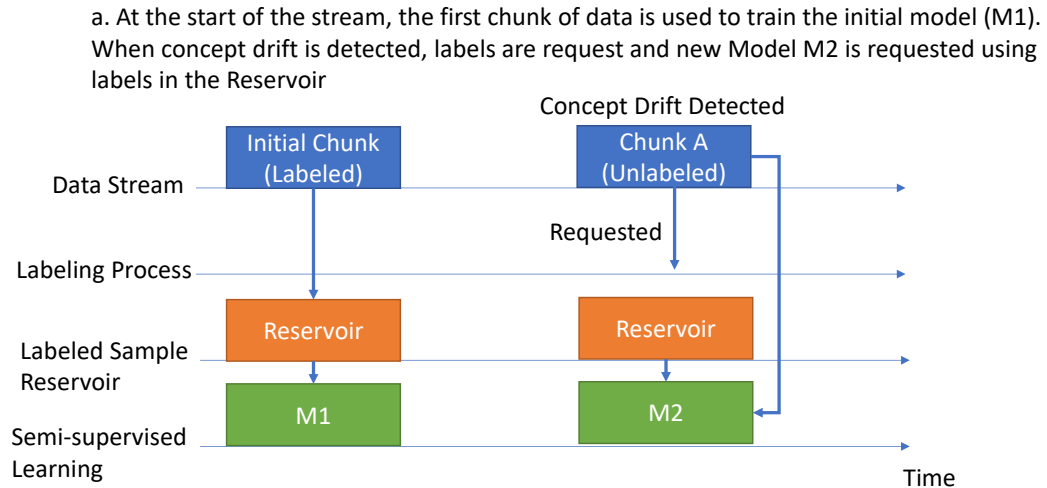 a. At the start of the stream, the first chunk of data is used to train the initial model (M1).
When concept drift is detected, labels are request and new Model M2 is requested using
labels in the Reservoir
Concept Drift Detected
Initial Chunk
(Labeled)
Chunk A
(Unlabeled)
Data Stream
Requested
Labeling Process
Reservoir
Reservoir
Labeled Sample
Reservoir
M1
M2
Semi-supervised
Learning
Time